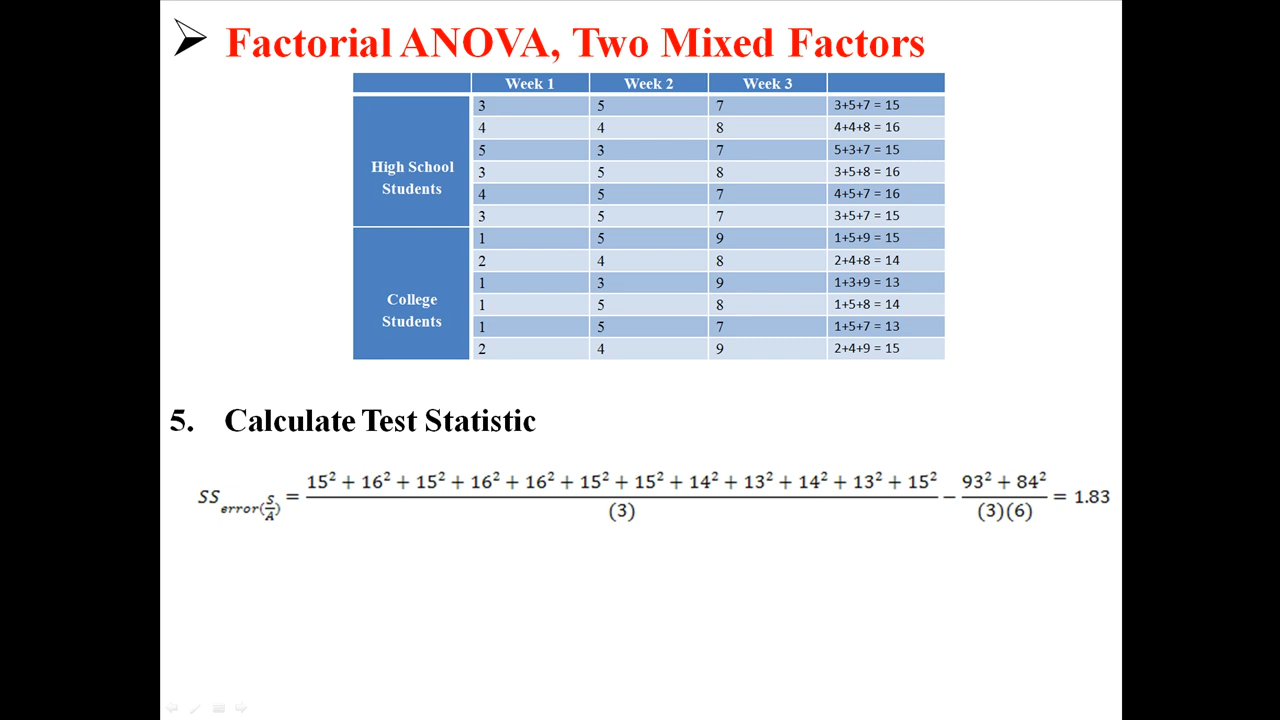 Factorial ANOVA, Two Mixed Factors
Week 1 Week 2 Week 3
High School
Students
3 5 7 3+5+7 = 15
4 4 8 4+4+8 = 16
5 3 7 5+3+7 = 15
3 5 8 3+5+8 = 16
4 5 7 4+5+7 = 16
3 5 7 3+5+7 = 15
College
Students
1 5 9 1+5+9 = 15
2 4 8 2+4+8 = 14
1 3 9 1+3+9 = 13
1 5 8 1+5+8 = 14
1 5 7 1+5+7 = 13
2 4 9 2+4+9 = 15
5. Calculate Test Statistic
SS error(S/A) = (15² + 16² + 15² + 16² + 16² + 15² + 15² + 14² + 13² + 14² + 13² + 15²)/(3) − (93² + 84²)/((3)(6)) = 1.83